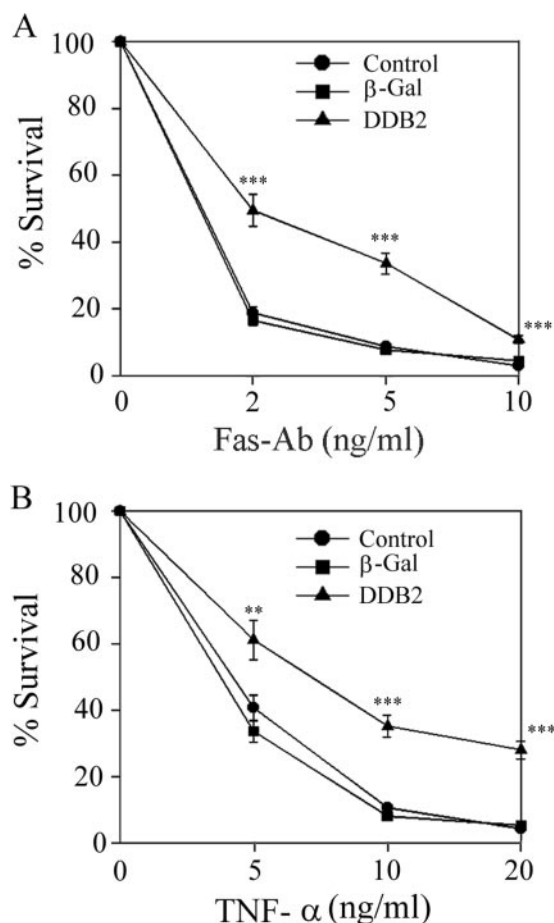 A
100
80
60
40
20
0
% Survival
Control
β-Gal
DDB2
***
***
***
0 2 5 10
Fas-Ab (ng/ml)
B
100
80
60
40
20
0
% Survival
Control
β-Gal
DDB2
**
***
***
0 5 10 20
TNF- α (ng/ml)